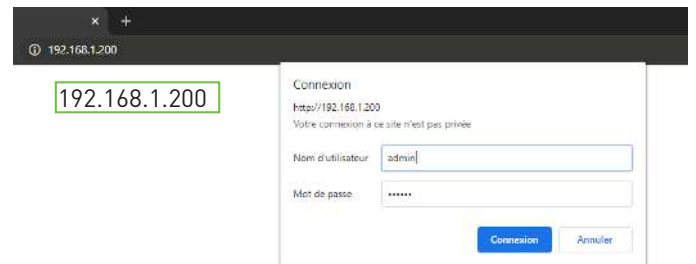 192.168.1.200
192.168.1.200
Connexion
http://192.168.1.200
Votre connexion à ce site n'est pas privée
Nom d'utilisateur admin
Mot de passe ••••••
Connexion Annuler